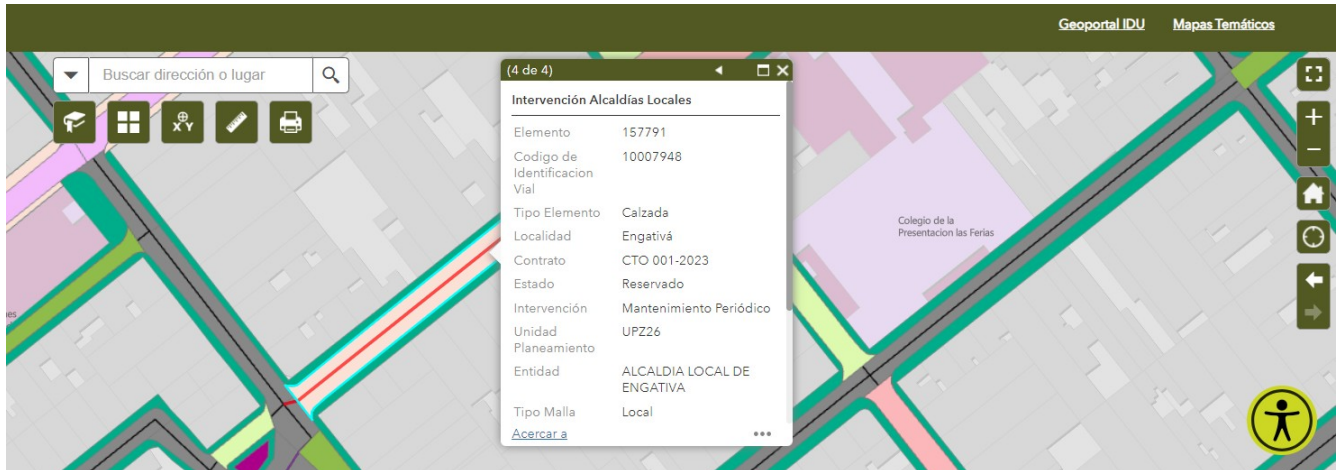 Geoportal IDU Mapas Temáticos
Buscar dirección o lugar
XY
(4 de 4)
Intervención Alcaldías Locales
Elemento 157791
Codigo de 10007948
Identificacion
Vial
Tipo Elemento Calzada
Localidad Engativá
Contrato CTO 001-2023
Estado Reservado
Intervención Mantenimiento Periódico
Unidad UPZ26
Planeamiento
Entidad ALCALDIA LOCAL DE
ENGATIVA
Tipo Malla Local
Acercar a
Colegio de la
Presentacion las Ferias